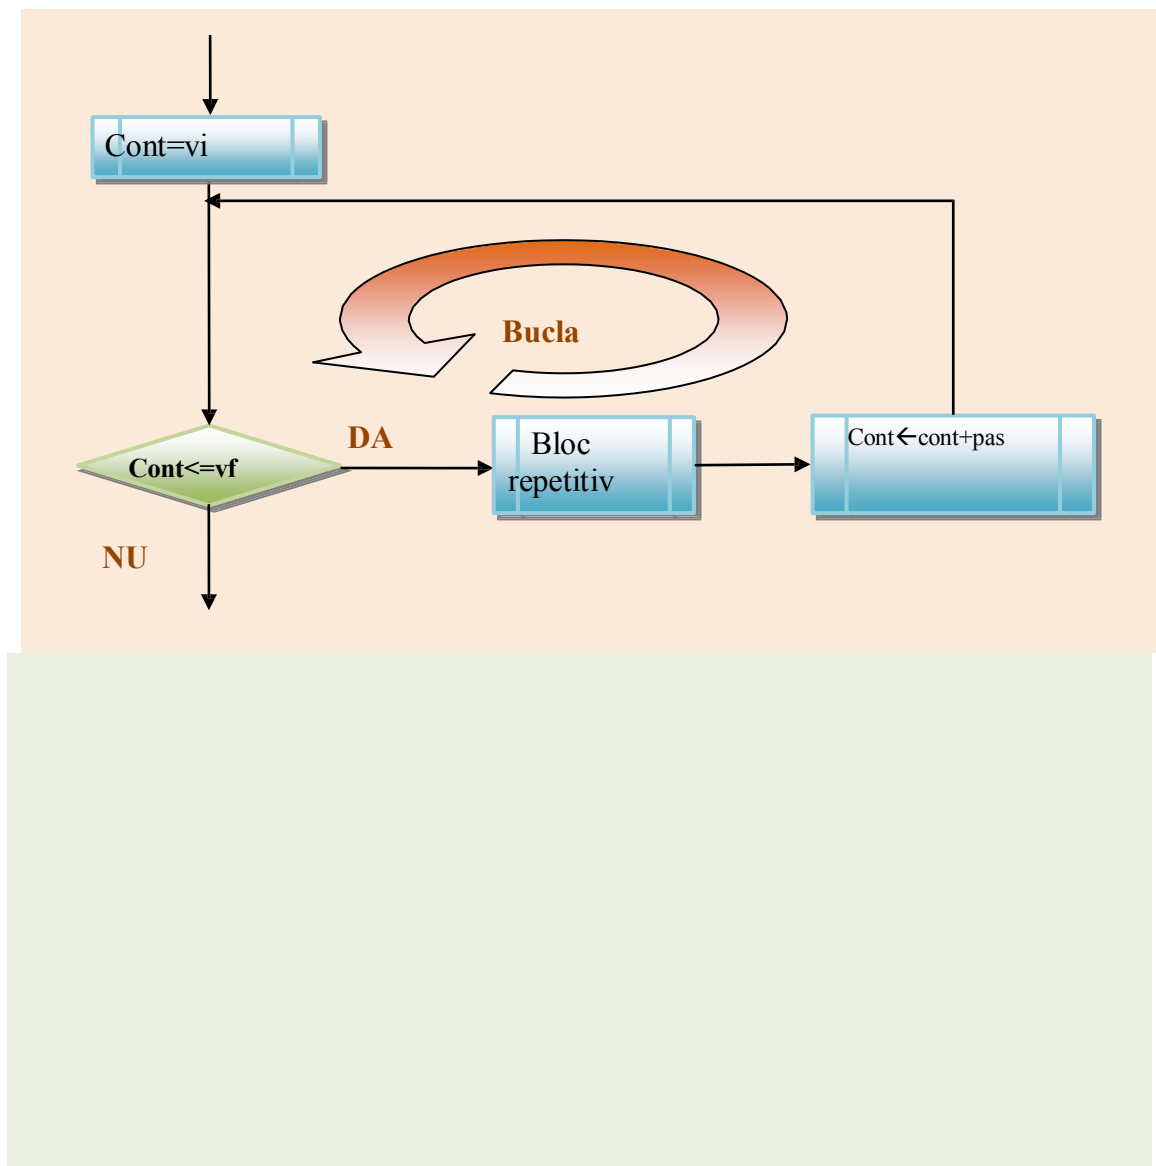 Cont=vi
Bucla
DA
Cont<=vf
Bloc
repetitiv
Cont←cont+pas
NU